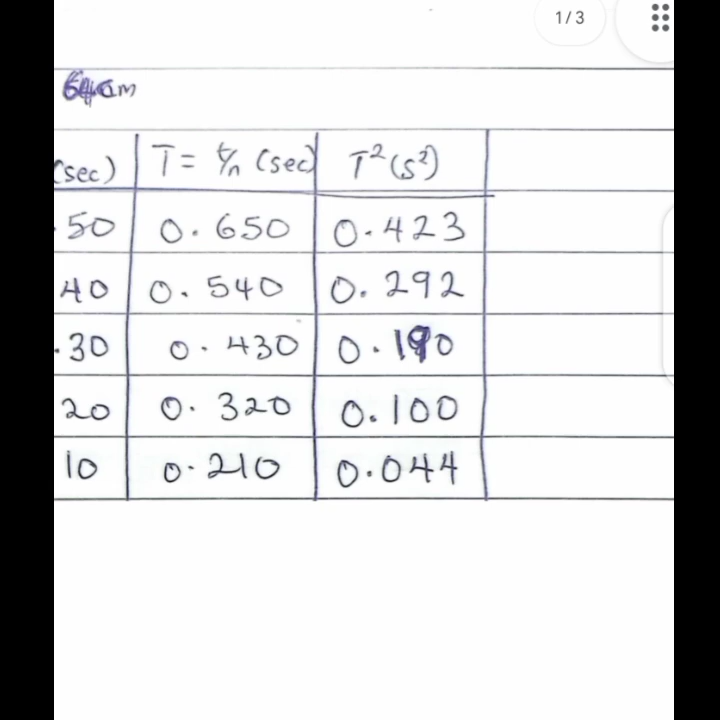 1/3
cm
(sec) T = t/n (sec) T² (s²)
.50 0.650 0.423
40 0.540 0.292
.30 0.430 0.190
20 0.320 0.100
10 0.210 0.044